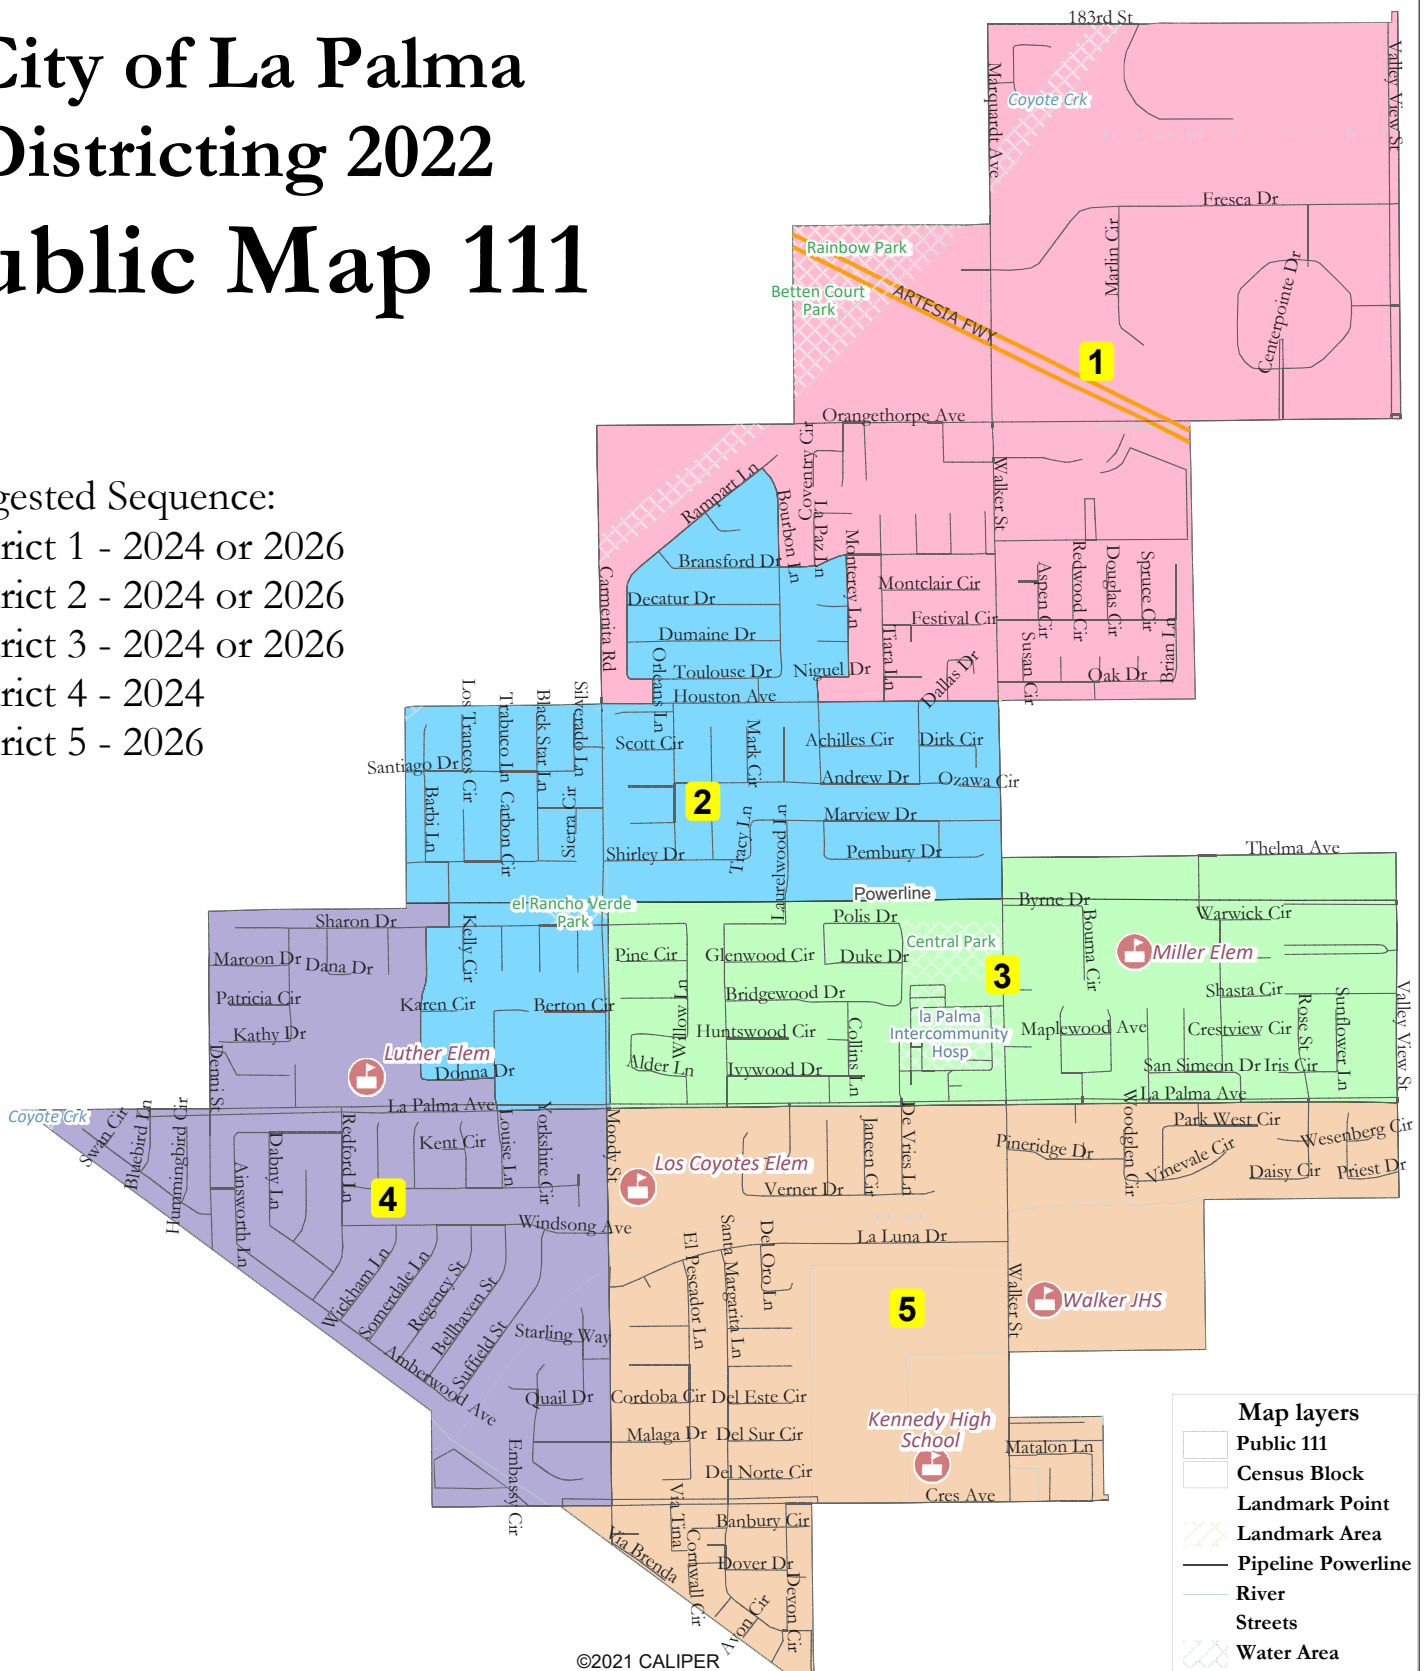 City of La Palma
Districting 2022
ublic Map 111
gested Sequence:
rict 1 - 2024 or 2026
rict 2 - 2024 or 2026
rict 3 - 2024 or 2026
rict 4 - 2024
rict 5 - 2026
183rd St
Valley View St
Marquardt Ave
Coyote Crk
Fresca Dr
Marlin Cir
Centerpointe Dr
Rainbow Park
Betten Court
Park
ARTESIA FWY
1
Orangethorpe Ave
Coventry Cir
Walker St
Rampart Ln
Bourbon Ln
La Paz Ln
Monterey Ln
Bransford Dr
Carmenita Rd
Decatur Dr
Dumaine Dr
Toulouse Dr
Niguel Dr
Orleans Ln
Houston Ave
Montclair Cir
Festival Cir
Tiara Ln
Dallas Dr
Aspen Cir
Redwood Cir
Douglas Cir
Spruce Cir
Susan Cir
Oak Dr
Brian Ln
Los Trancos Cir
Trabuco Ln
Black Star Ln
Silverado Ln
Santiago Dr
Barbi Ln
Carbon Cir
Sierra Cir
Scott Cir
Mark Cir
Achilles Cir
Dirk Cir
Andrew Dr
Ozawa Cir
2
Marview Dr
Tracy Ln
Laurelwood Ln
Shirley Dr
Pembury Dr
Thelma Ave
Powerline
el Rancho Verde
Park
Byrne Dr
Warwick Cir
Sharon Dr
Kelly Cir
Polis Dr
Bouma Cir
Maroon Dr
Dana Dr
Pine Cir
Glenwood Cir
Duke Dr
Central Park
Miller Elem
3
Patricia Cir
Karen Cir
Berton Cir
Willow Ln
Bridgewood Dr
Shasta Cir
Rose St
Sunflower Ln
Valley View St
Kathy Dr
Huntswood Cir
Collins Ln
la Palma
Intercommunity
Hosp
Maplewood Ave
Crestview Cir
Luther Elem
Donna Dr
Alder Ln
Ivywood Dr
San Simeon Dr
Iris Cir
Denni St
La Palma Ave
La Palma Ave
Coyote Crk
Swan Cir
Bluebird Ln
Hummingbird Cir
Ainsworth Ln
Dabny Ln
Redford Ln
Kent Cir
Louise Ln
Yorkshire Cir
Moody St
4
Windsong Ave
Los Coyotes Elem
Verner Dr
Janeen Cir
De Vries Ln
Pineridge Dr
Woodglen Cir
Park West Cir
Vinevale Cir
Wesenberg Cir
Daisy Cir
Priest Dr
La Luna Dr
El Pescador Ln
Santa Margarita Ln
Del Oro Ln
Wickham Ln
Somerdale Ln
Regency St
Bellhaven St
Suffield St
Starling Way
5
Walker St
Walker JHS
Amberwood Ave
Quail Dr
Cordoba Cir
Del Este Cir
Malaga Dr
Del Sur Cir
Kennedy High
School
Matalon Ln
Embassy Cir
Del Norte Cir
Cres Ave
Via Tina
Banbury Cir
Via Brenda
Cornwall Cir
Dover Dr
Devon Cir
Avon Cir
Map layers
Public 111
Census Block
Landmark Point
Landmark Area
Pipeline Powerline
River
Streets
Water Area
©2021 CALIPER